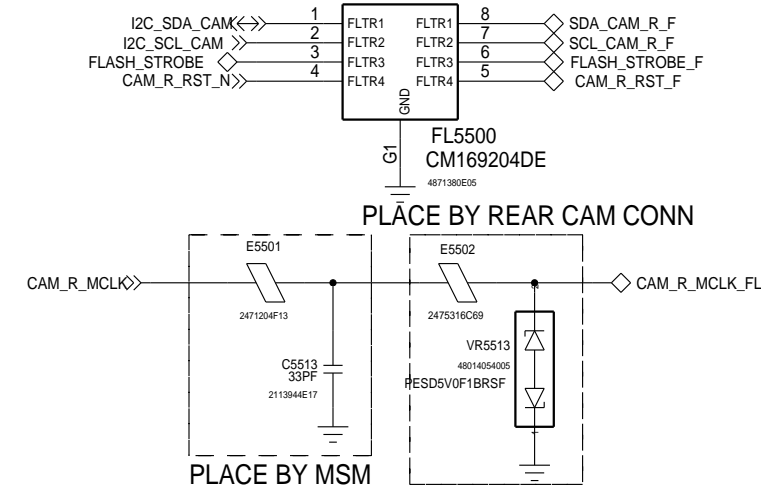 I2C_SDA_CAM 1 FLTR1 FLTR1 8 SDA_CAM_R_F
I2C_SCL_CAM 2 FLTR2 FLTR2 7 SCL_CAM_R_F
FLASH_STROBE 3 FLTR3 FLTR3 6 FLASH_STROBE_F
CAM_R_RST_N 4 FLTR4 FLTR4 5 CAM_R_RST_F
GND
G1
FL5500
CM169204DE
4871380E05
PLACE BY REAR CAM CONN
E5501 E5502
CAM_R_MCLK CAM_R_MCLK_FL
2471204F13 2475316C69
VR5513
48014054005
PESD5V0F1BRSF
C5513
33PF
2113944E17
PLACE BY MSM